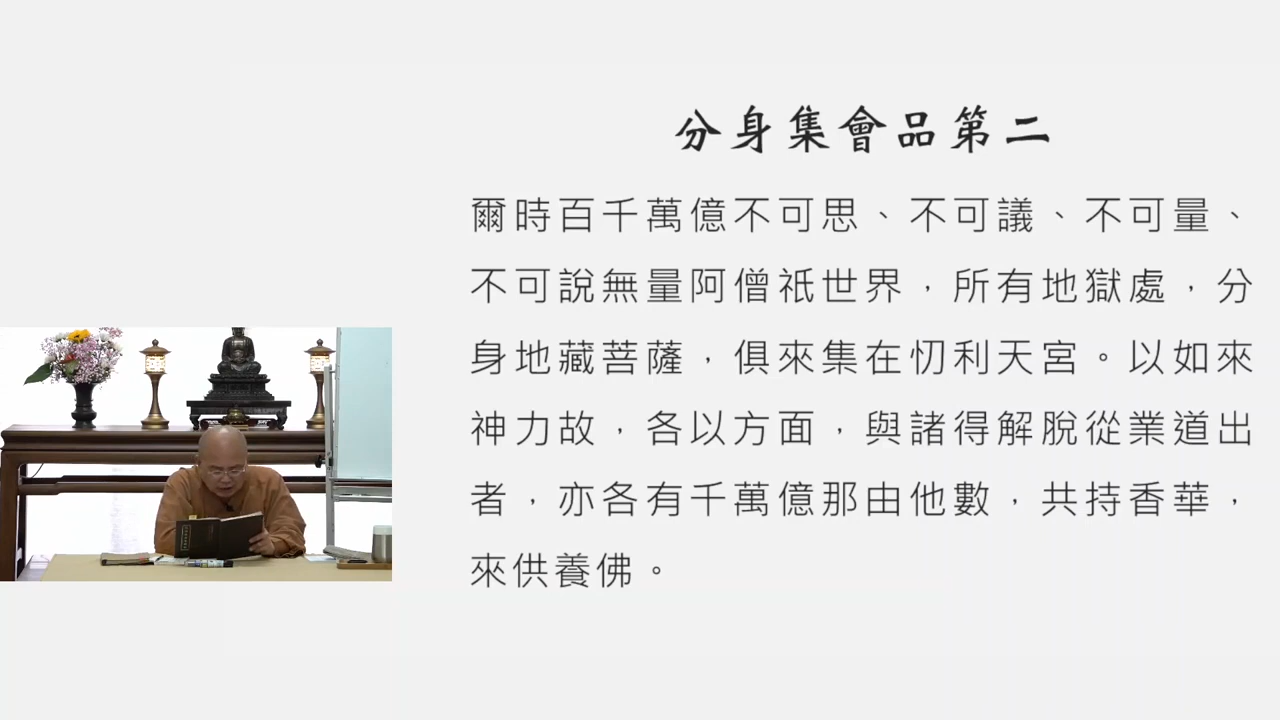 分身集會品第二
爾時百千萬億不可思、不可議、不可量、
不可說無量阿僧祇世界，所有地獄處，分
身地藏菩薩，俱來集在忉利天宮。以如來
神力故，各以方面，與諸得解脫從業道出
者，亦各有千萬億那由他數，共持香華，
來供養佛。